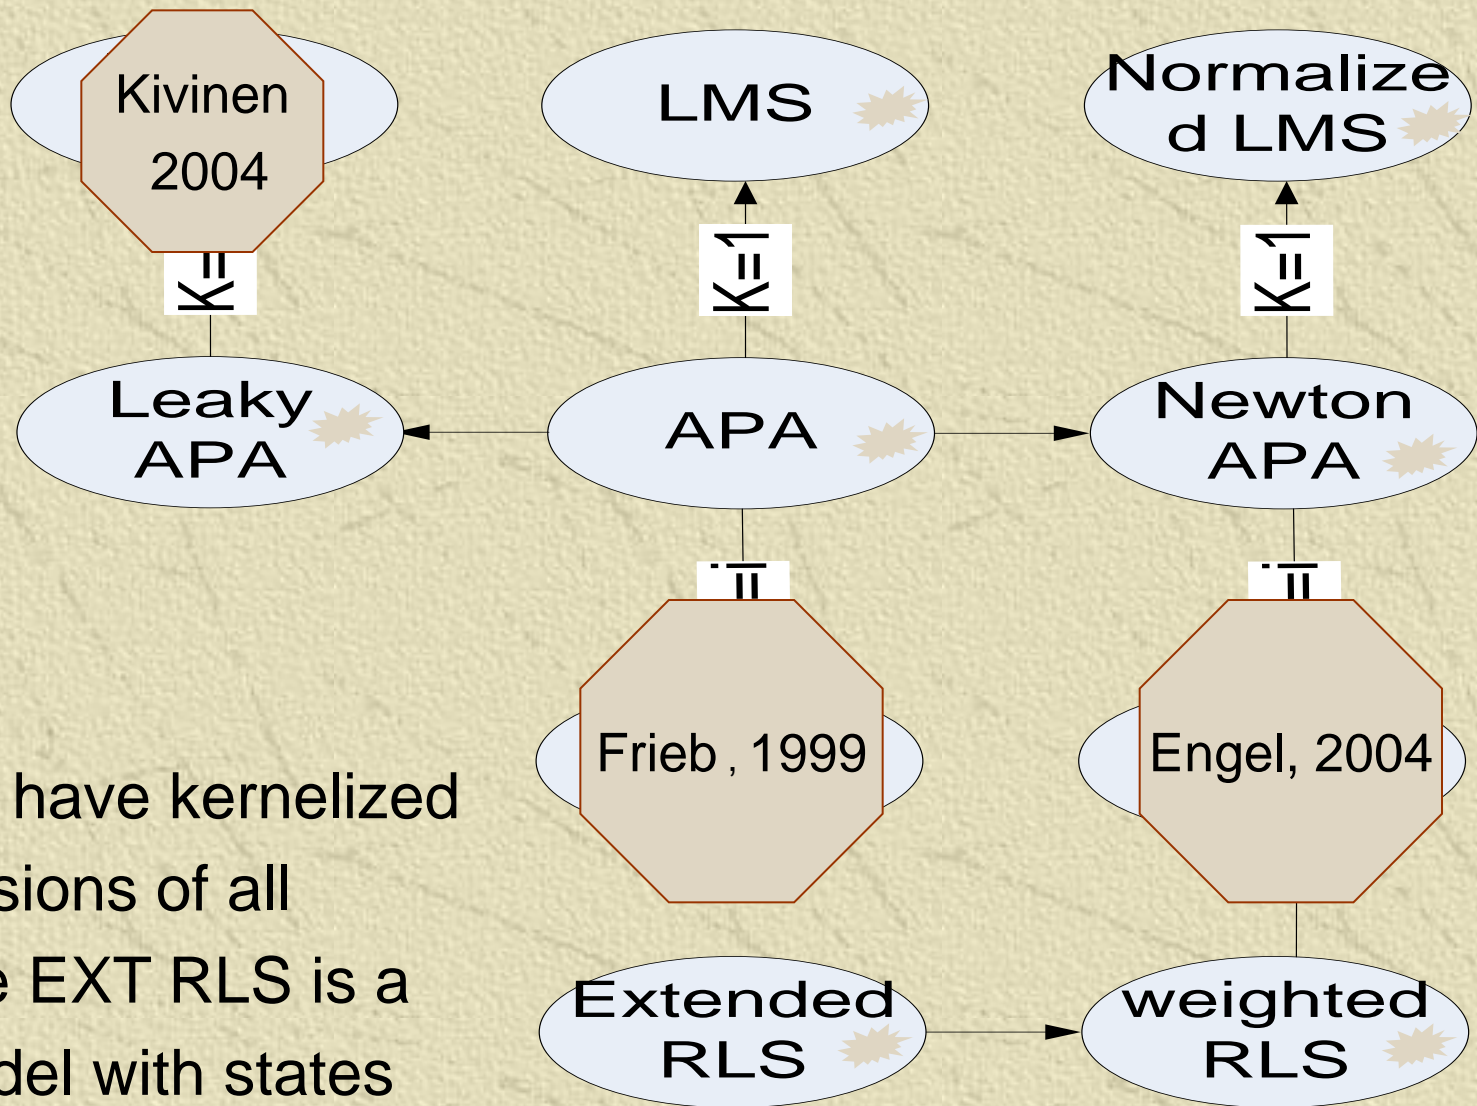 Kivinen
2004
LMS
Normalize
d LMS
K=
K=1
K=1
Leaky
APA
APA
Newton
APA
=i
=i
Frieb, 1999
Engel, 2004
have kernelized
sions of all
e EXT RLS is a
del with states
Extended
RLS
weighted
RLS